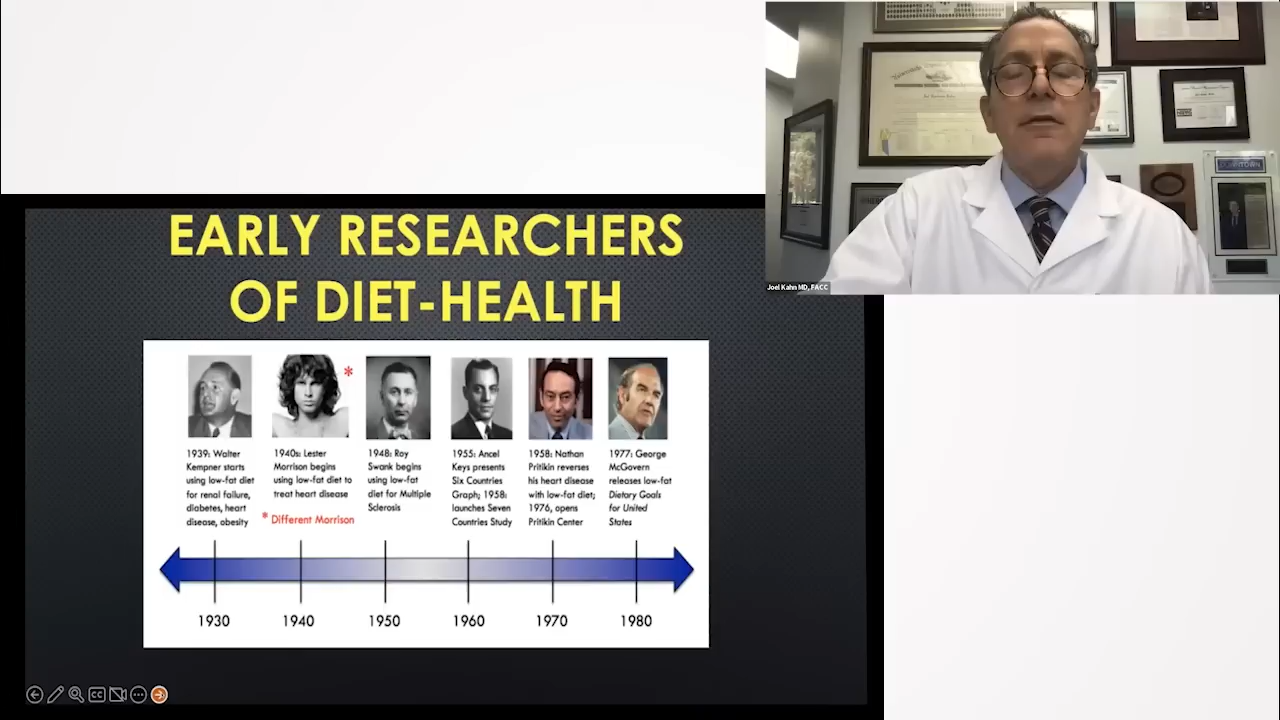 EARLY RESEARCHERS
OF DIET-HEALTH
*
1939: Walter
Kempner starts
using low-fat diet
for renal failure,
diabetes, heart
disease, obesity
1940s: Lester
Morrison begins
using low-fat diet to
treat heart disease
* Different Morrison
1948: Roy
Swank begins
using low-fat
diet for Multiple
Sclerosis
1955: Ancel
Keys presents
Six Countries
Graph; 1958:
launches Seven
Countries Study
1958: Nathan
Pritikin reverses
his heart disease
with low-fat diet;
1976, opens
Pritikin Center
1977: George
McGovern
releases low-fat
Dietary Goals
for United
States
1930 1940 1950 1960 1970 1980
Joel Kahn MD, FACC
DOWNTOWN
CC